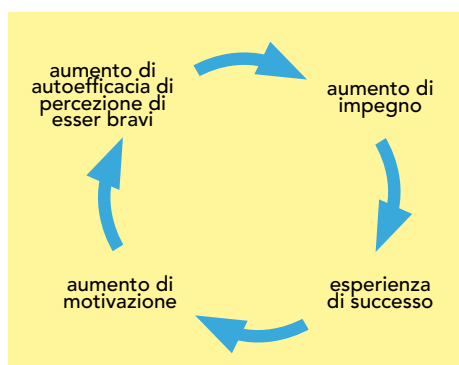 aumento di
autoefficacia di
percezione di
esser bravi
aumento di
impegno
aumento di
motivazione
esperienza
di successo